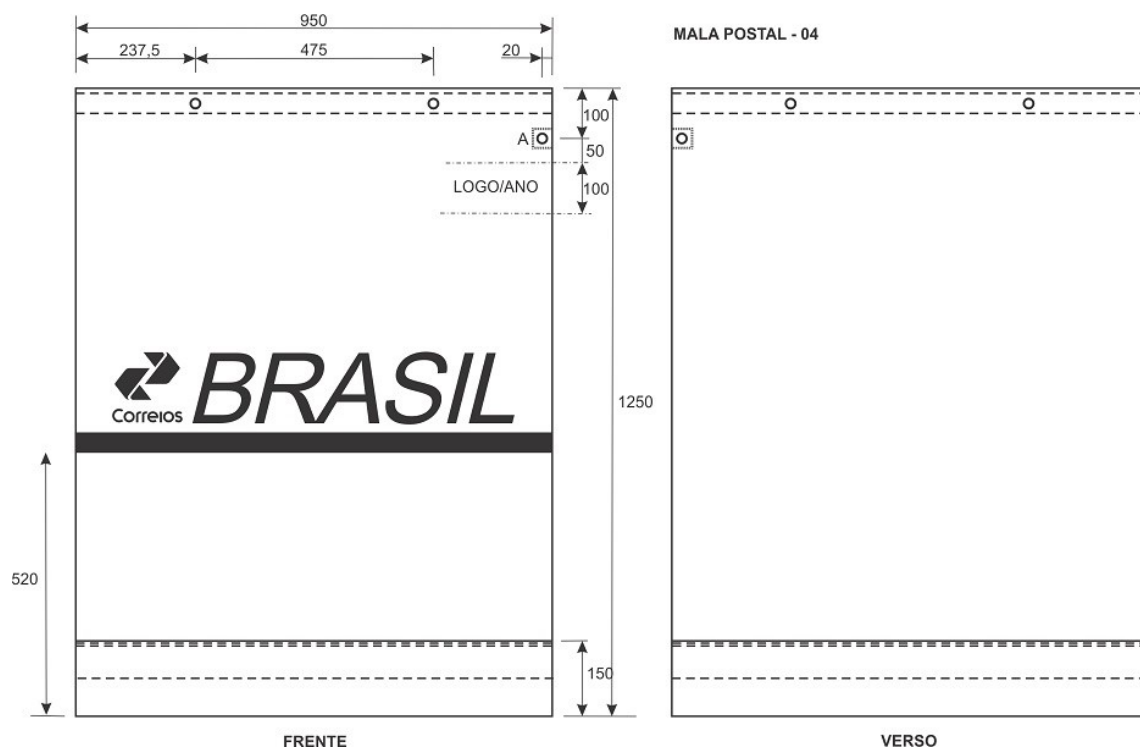 950
237,5
475
20
MALA POSTAL - 04
100
A
50
LOGO/ANO
100
Correios
BRASIL
1250
520
150
FRENTE
VERSO